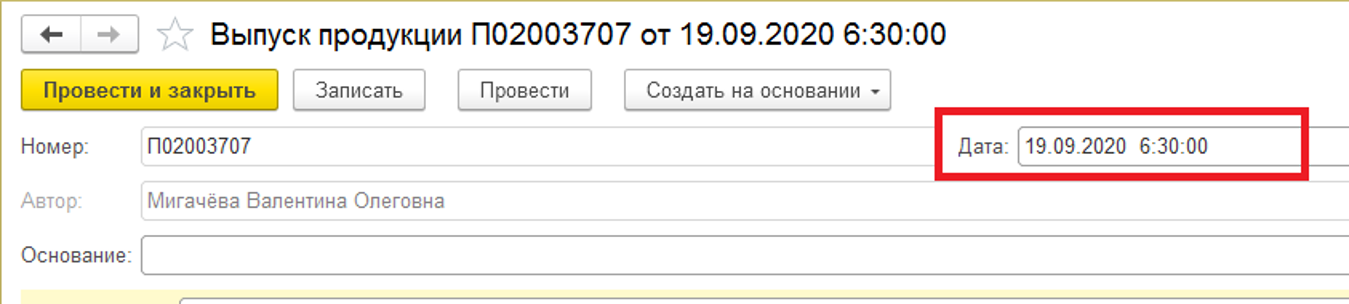 Выпуск продукции П02003707 от 19.09.2020 6:30:00
Провести и закрыть Записать Провести Создать на основании
Номер: П02003707 Дата: 19.09.2020 6:30:00
Автор: Мигачёва Валентина Олеговна
Основание: